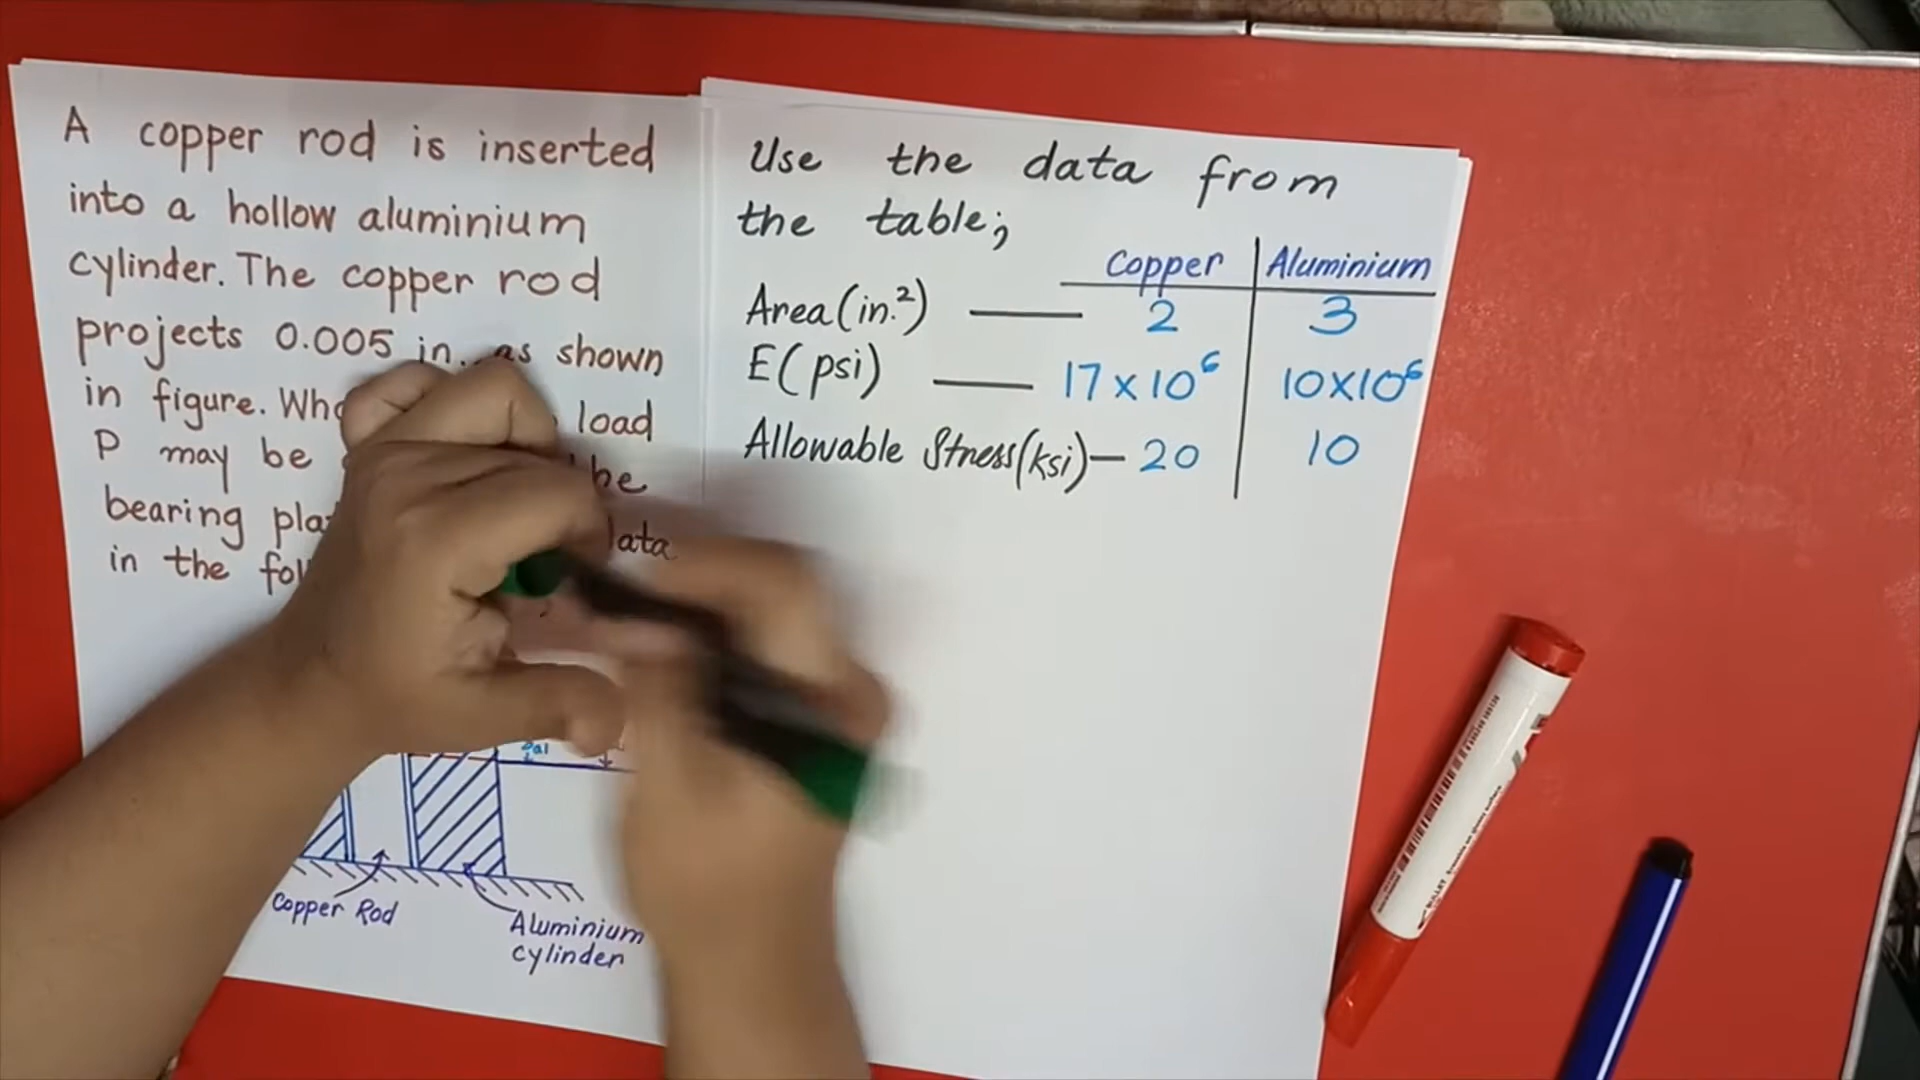 A copper rod is inserted
into a hollow aluminium
cylinder. The copper rod
projects 0.005 in. as shown
in figure. load
P may be
bearing
in the
Use the data from
the table;
Copper Aluminium
Area (in.²) — 2 3
E (psi) — 17 x 10⁶ 10 x 10⁶
Allowable Stress (ksi) — 20 10
Copper Rod
Aluminium
cylinder